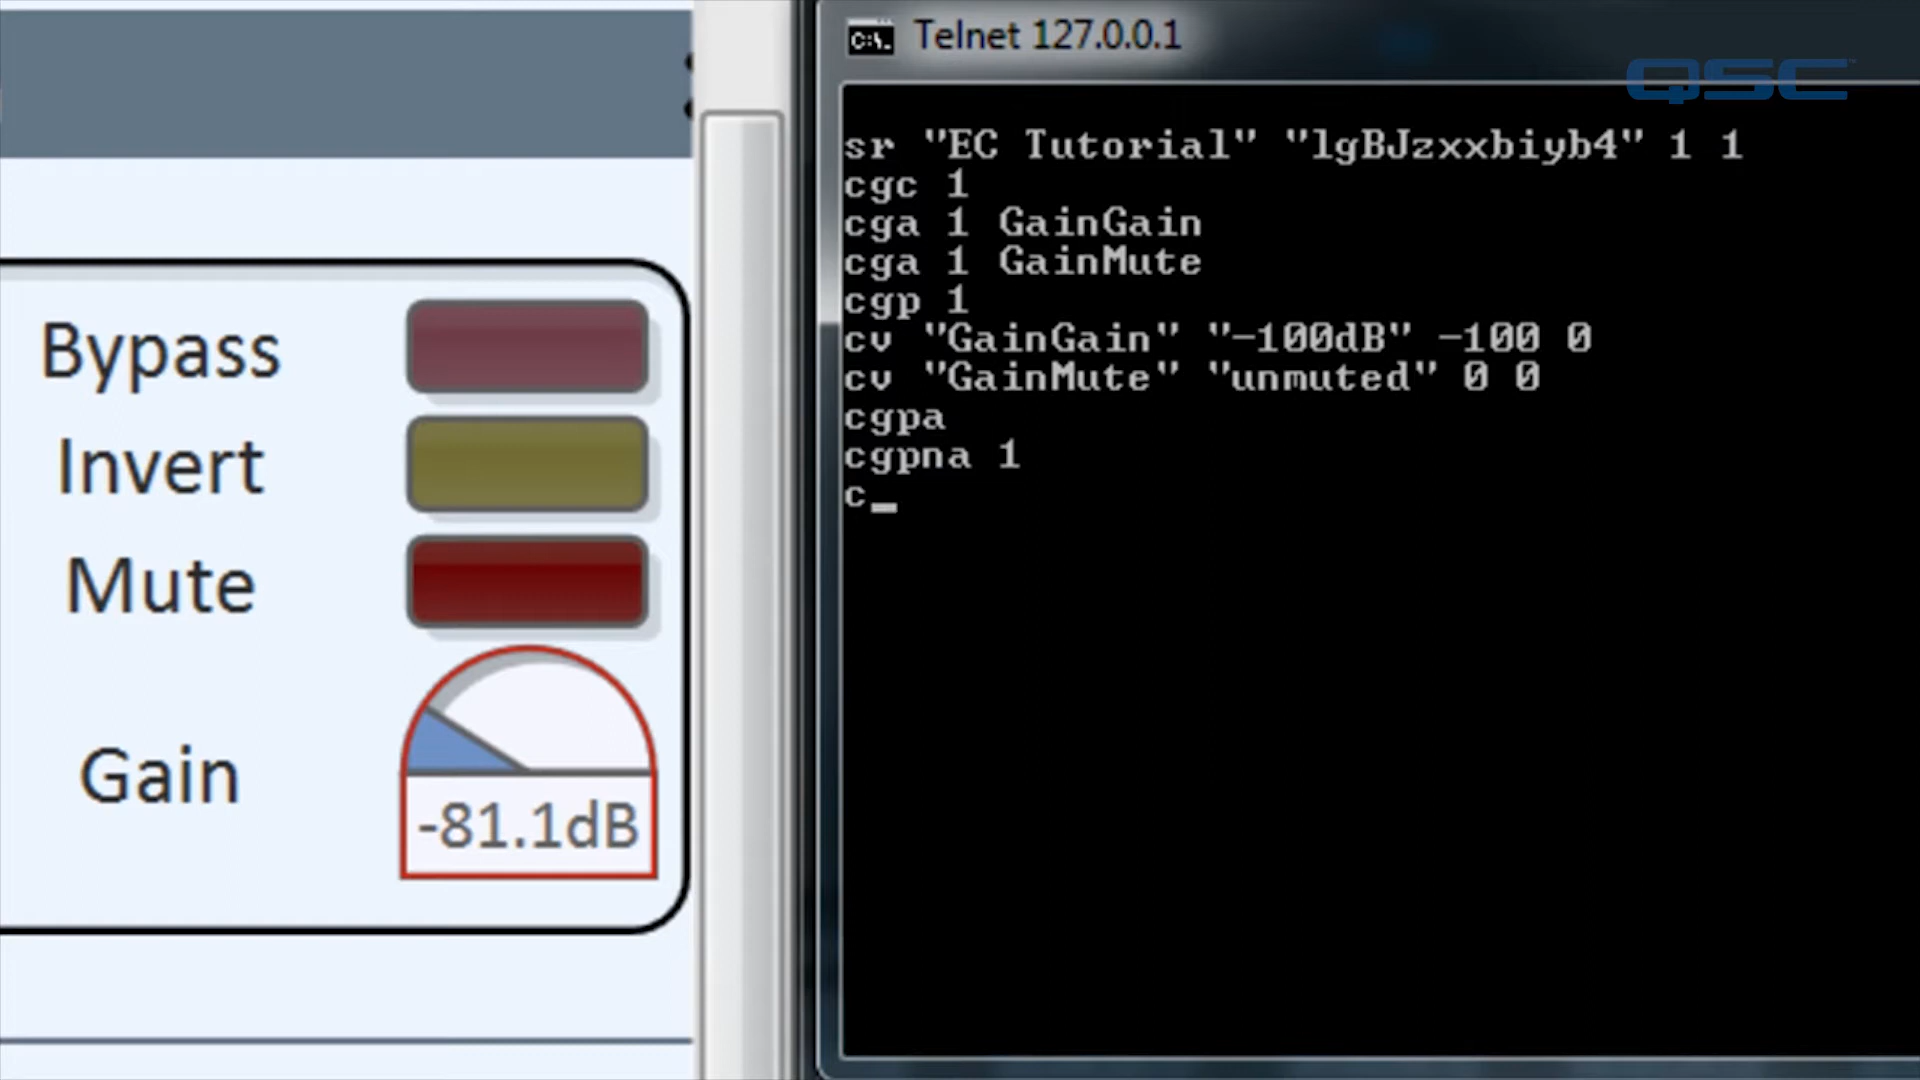 Bypass
Invert
Mute
Gain
-81.1dB
Telnet 127.0.0.1
QSC
sr "EC Tutorial" "lgBJzxxbiyb4" 1 1
cgc 1
cga 1 GainGain
cga 1 GainMute
cgp 1
cv "GainGain" "-100dB" -100 0
cv "GainMute" "unmuted" 0 0
cgpa
cgpna 1
c_